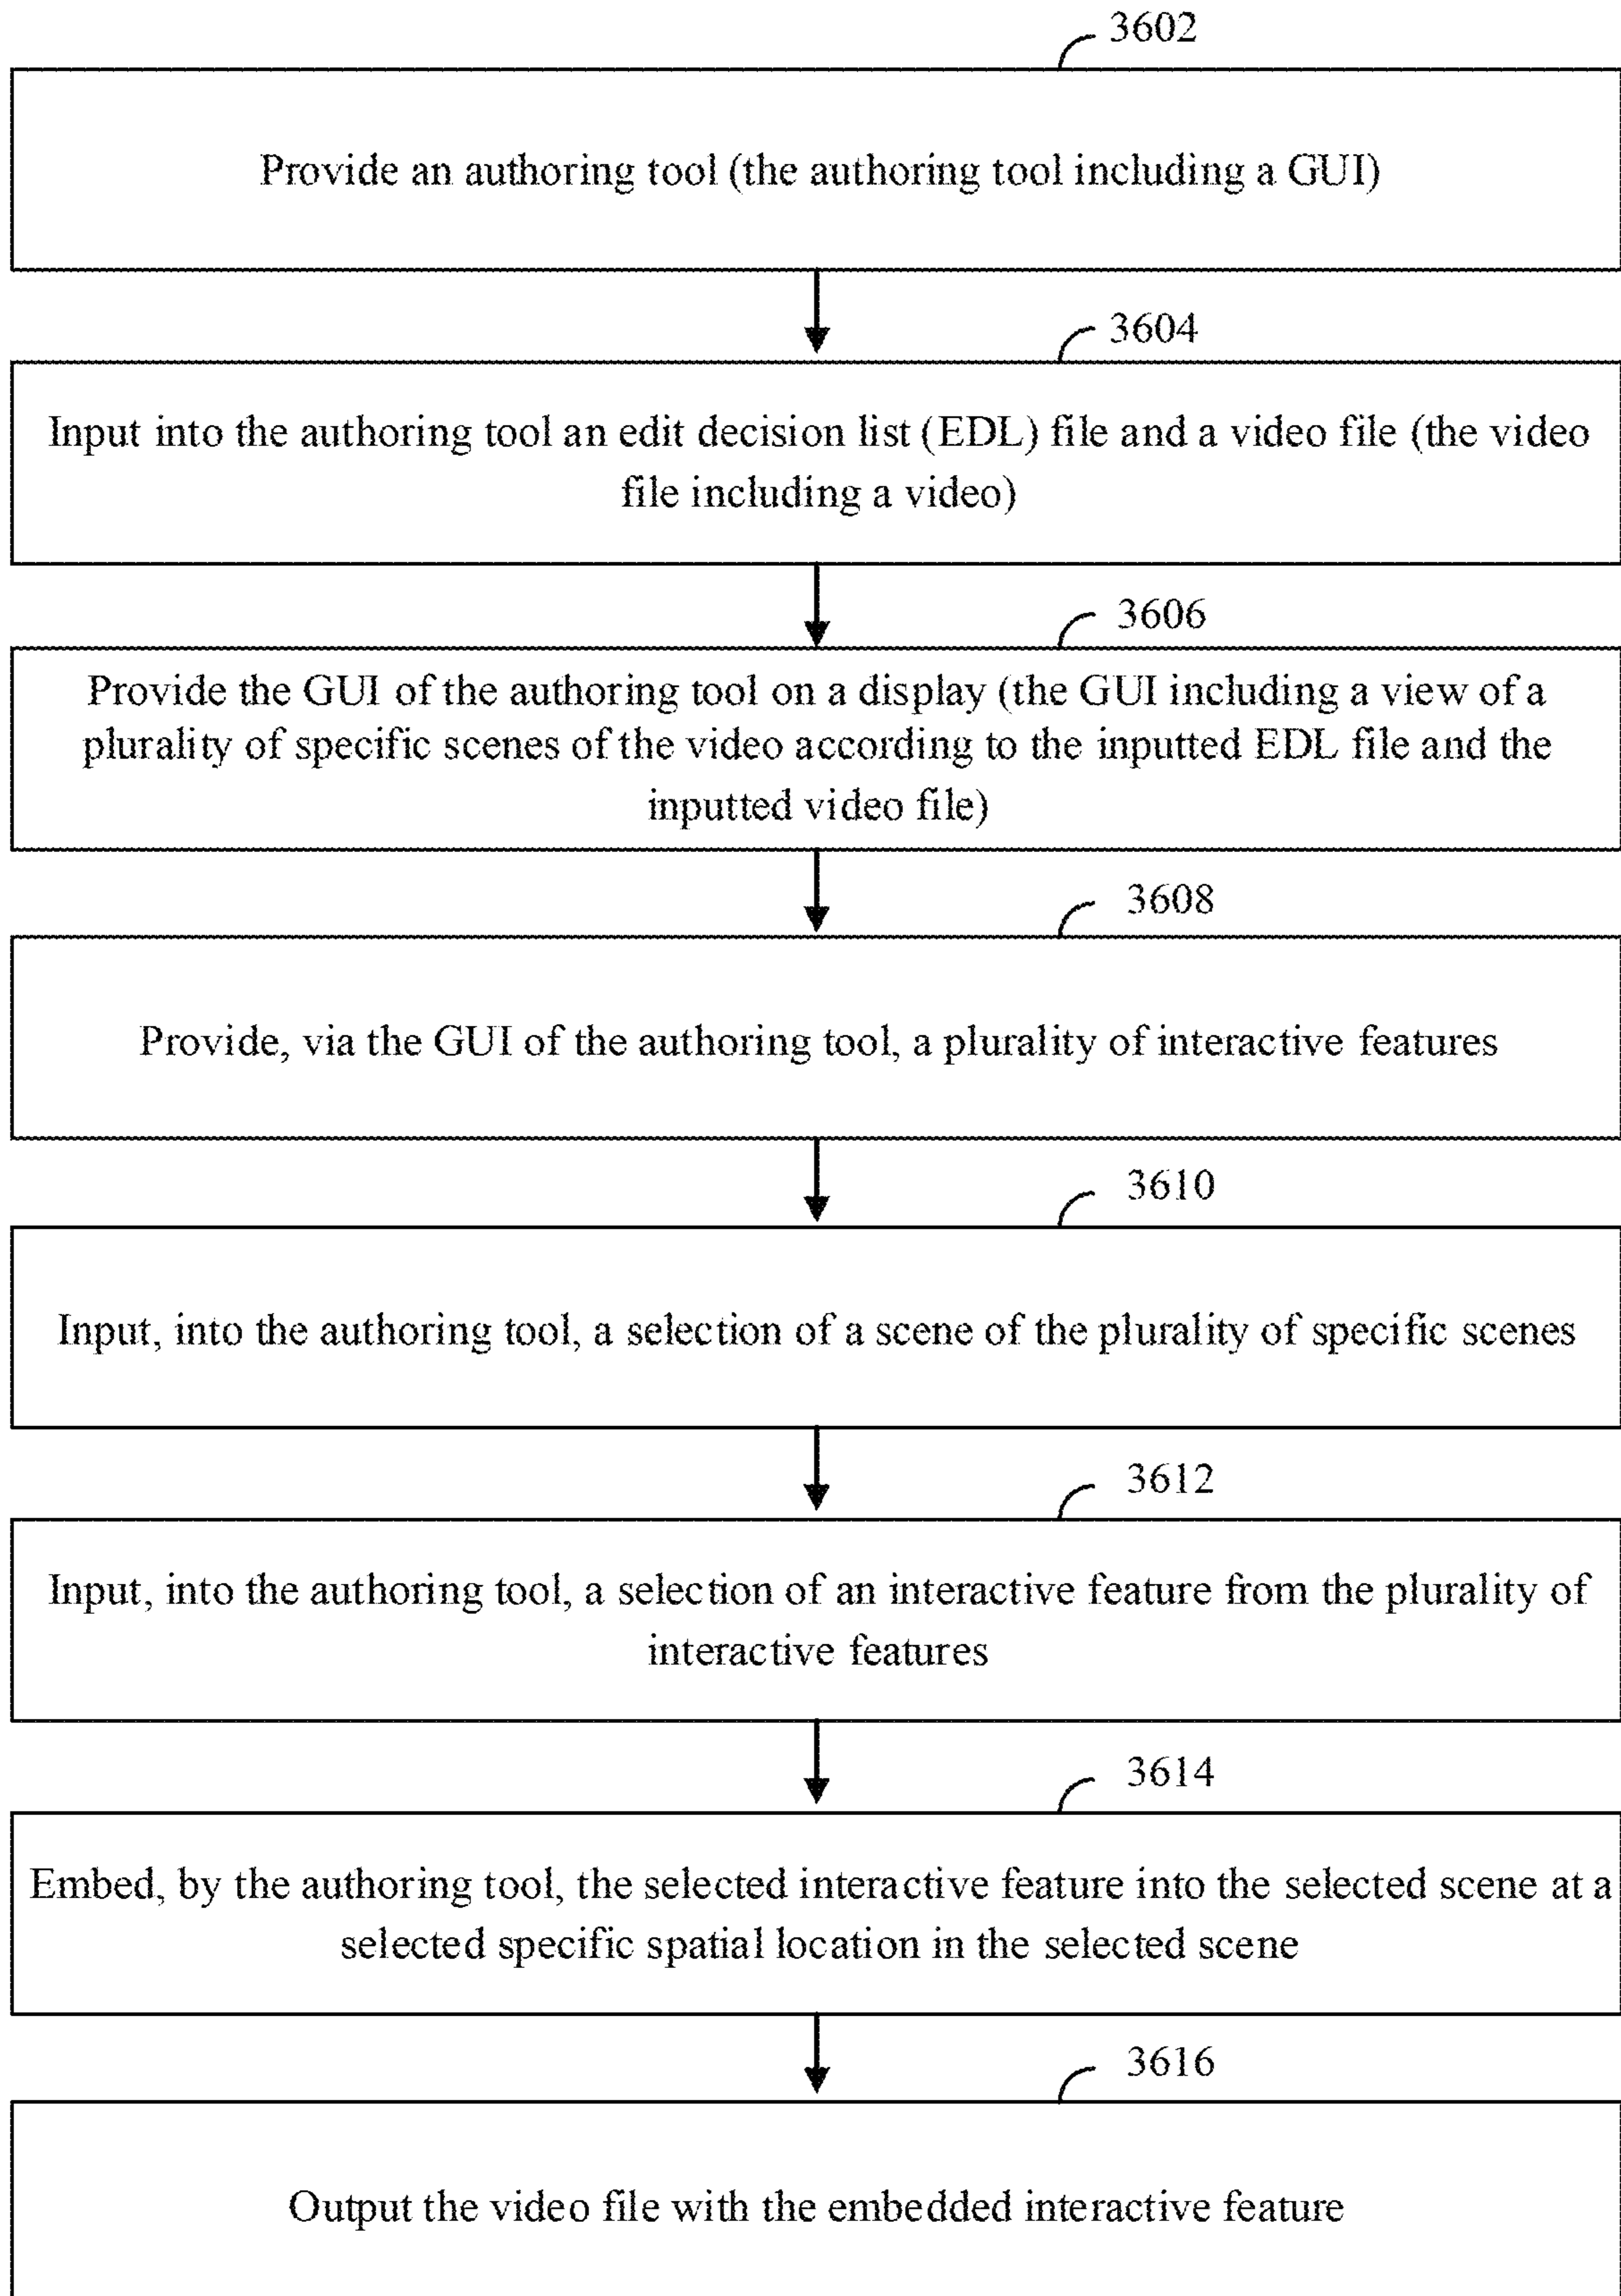 3602
Provide an authoring tool (the authoring tool including a GUI)
3604
Input into the authoring tool an edit decision list (EDL) file and a video file (the video
file including a video)
3606
Provide the GUI of the authoring tool on a display (the GUI including a view of a
plurality of specific scenes of the video according to the inputted EDL file and the
inputted video file)
3608
Provide, via the GUI of the authoring tool, a plurality of interactive features
3610
Input, into the authoring tool, a selection of a scene of the plurality of specific scenes
3612
Input, into the authoring tool, a selection of an interactive feature from the plurality of
interactive features
3614
Embed, by the authoring tool, the selected interactive feature into the selected scene at a
selected specific spatial location in the selected scene
3616
Output the video file with the embedded interactive feature